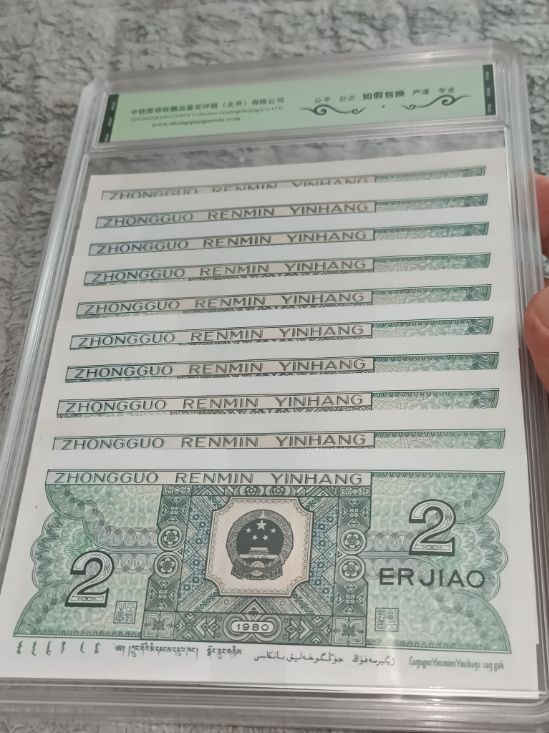 中钱国信收藏品鉴定评级（北京）有限公司
www.zhongqianguoxin.com
公平 公正 如假包换 严谨 专业
ZHONGGUO RENMIN YINHANG
ZHONGGUO RENMIN YINHANG
ZHONGGUO RENMIN YINHANG
ZHONGGUO RENMIN YINHANG
ZHONGGUO RENMIN YINHANG
ZHONGGUO RENMIN YINHANG
ZHONGGUO RENMIN YINHANG
ZHONGGUO RENMIN YINHANG
ZHONGGUO RENMIN YINHANG
ZHONGGUO RENMIN YINHANG
2
2
ERJIAO
1980